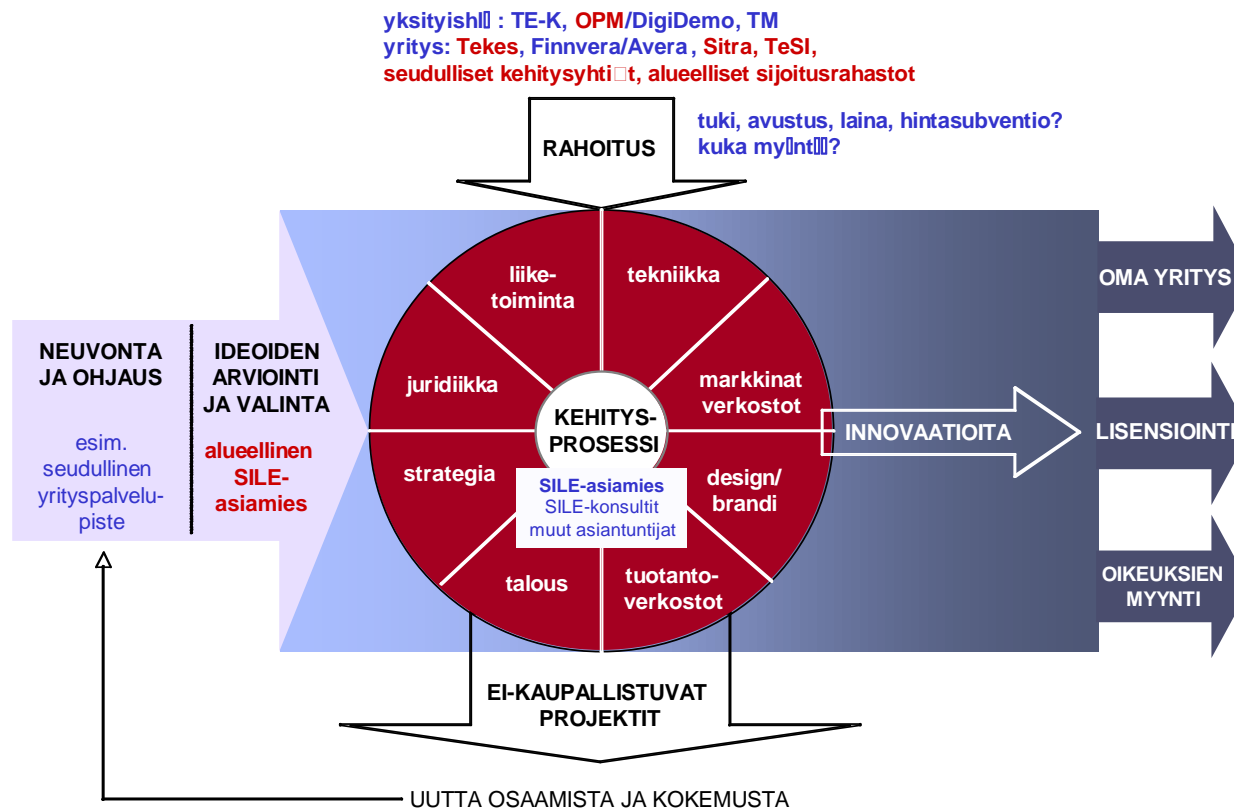 yksityishl▯ : TE-K, OPM/DigiDemo, TM
yritys: Tekes, Finnvera/Avera , Sitra, TeSI,
seudulliset kehitysyhti▯t, alueelliset sijoitusrahastot
tuki, avustus, laina, hintasubventio?
kuka my▯nt▯▯?
RAHOITUS
liike-
toiminta
tekniikka
juridiikka
markkinat
verkostot
strategia
design/
brandi
talous
tuotanto-
verkostot
KEHITYS-
PROSESSI
SILE-asiamies
SILE-konsultit
muut asiantuntijat
NEUVONTA
JA OHJAUS
esim.
seudullinen
yrityspalvelu-
piste
IDEOIDEN
ARVIOINTI
JA VALINTA
alueellinen
SILE-
asiamies
INNOVAATIOITA
OMA YRITYS
LISENSIOINTI
OIKEUKSIEN
MYYNTI
EI-KAUPALLISTUVAT
PROJEKTIT
UUTTA OSAAMISTA JA KOKEMUSTA